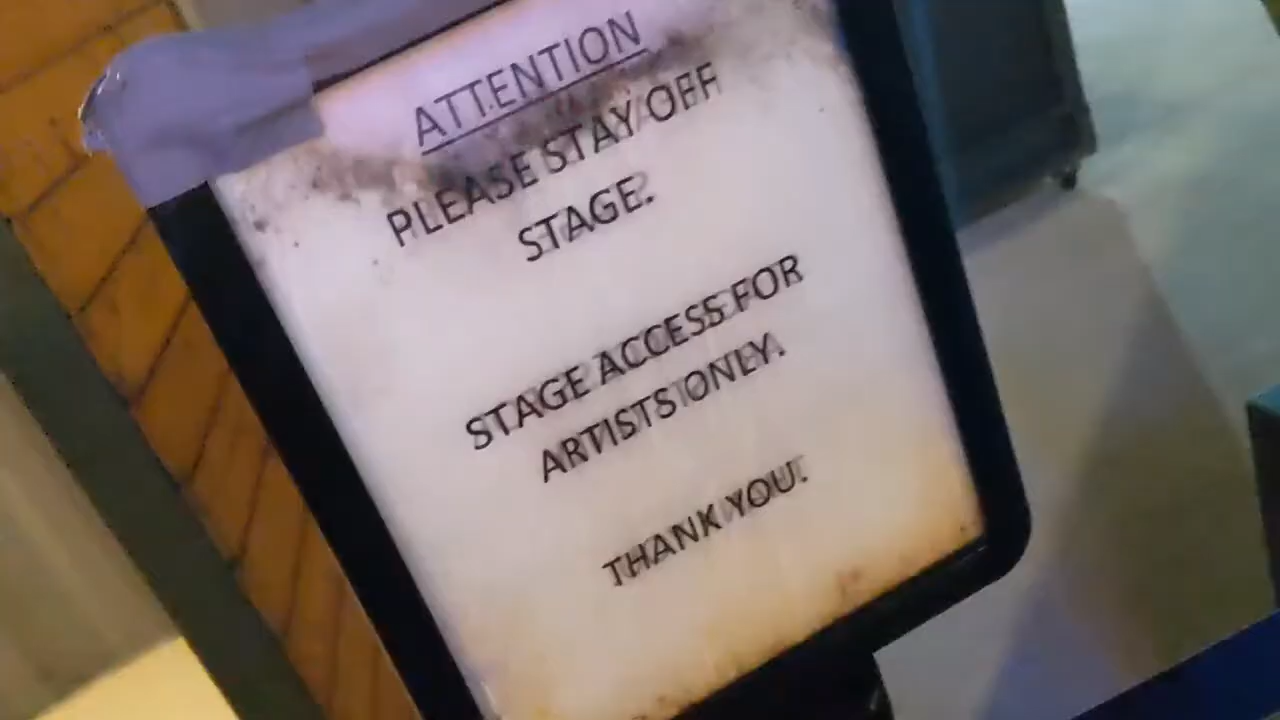 ATTENTION
PLEASE STAY OFF
STAGE.
STAGE ACCESS FOR
ARTISTS ONLY.
THANK YOU.